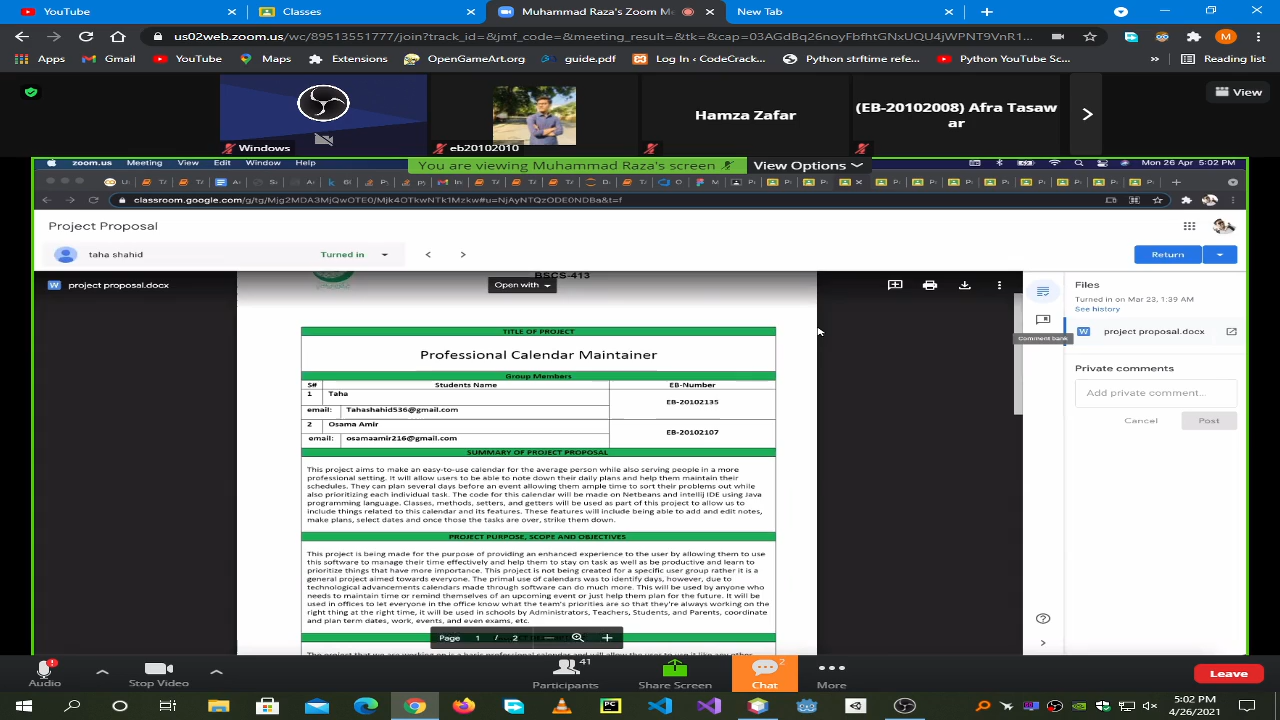 YouTube
Classes
Muhammad Raza's Me
New Tab
us02web.zoom.us/wc/89513551777/
Apps
Gmail
YouTube
Maps
Translate
Exceptions
gmaOptimus
guide.pdf
Log In ‹ CodeCrack...
Python strftime rem...
Python Course
»
View
Windows
eb20102010
Hamza Zafar
(EB-20102008) Afra Tasaw
ar
You are viewing Muhammad Raza's screen
View Options
zoom.us Meeting View Edit Window Help
Mon 26 Apr 5:02 PM
Project Proposal
taha shahid
Turned in
Return
project proposal.docx
BSCS-413
Open with
TITLE OF PROJECT
Professional Calendar Maintainer
Group Members
S# Students Name EB-Number
1 Taha
EB-20102135
email: Tahashahid536@gmail.com
2 Osama Amir
EB-20102107
email: osamaamir216@gmail.com
SUMMARY OF PROJECT PROPOSAL
This project aims to make an easy-to-use calendar for the average person while also serving people in a more
professional setting. It will allow users to be able to note down their daily plans and help them maintain their
schedules. They can plan several days before an event allowing them ample time to sort their problems out while
also prioritizing each individual task. The code for this calendar will be made on Netbeans and intellij IDE using Java
programming language. Classes, methods, setters, and getters will be used as part of this project to allow us to
include things related to this calendar and its features. These features will include being able to add and edit notes,
make plans, select dates and once those the tasks are over, strike them down.
PROJECT PURPOSE, SCOPE AND OBJECTIVES
This project is being made for the purpose of providing an enhanced experience to the user by allowing them to use
this software to manage their time effectively and help them to stay on task as well as be productive and learn to
prioritize things that have more importance. This project is not being created for a specific user group rather it is a
general project aimed towards everyone. The primal use of calendars was to identify days, however, due to
technological advancements calendars made through software can do much more. This will be used by anyone who
needs to maintain time or remind themselves of an upcoming event or just help them plan for the future. It will be
used in offices to let everyone in the office know what the team's priorities are so that they're always working on the
right thing at the right time, it will be used in schools by Administrators, Teachers, Students, and Parents, coordinate
and plan term dates, work, events, and even exams, etc.
Page 1 / 2
Files
Turned in on Mar 23, 1:39 AM
See history
project proposal.docx
Comment bank
Private comments
Add private comment...
Cancel
Post
Audio
Stop Video
41
Participants
Share Screen
2
Chat
More
Leave
5:02 PM
4/26/2021